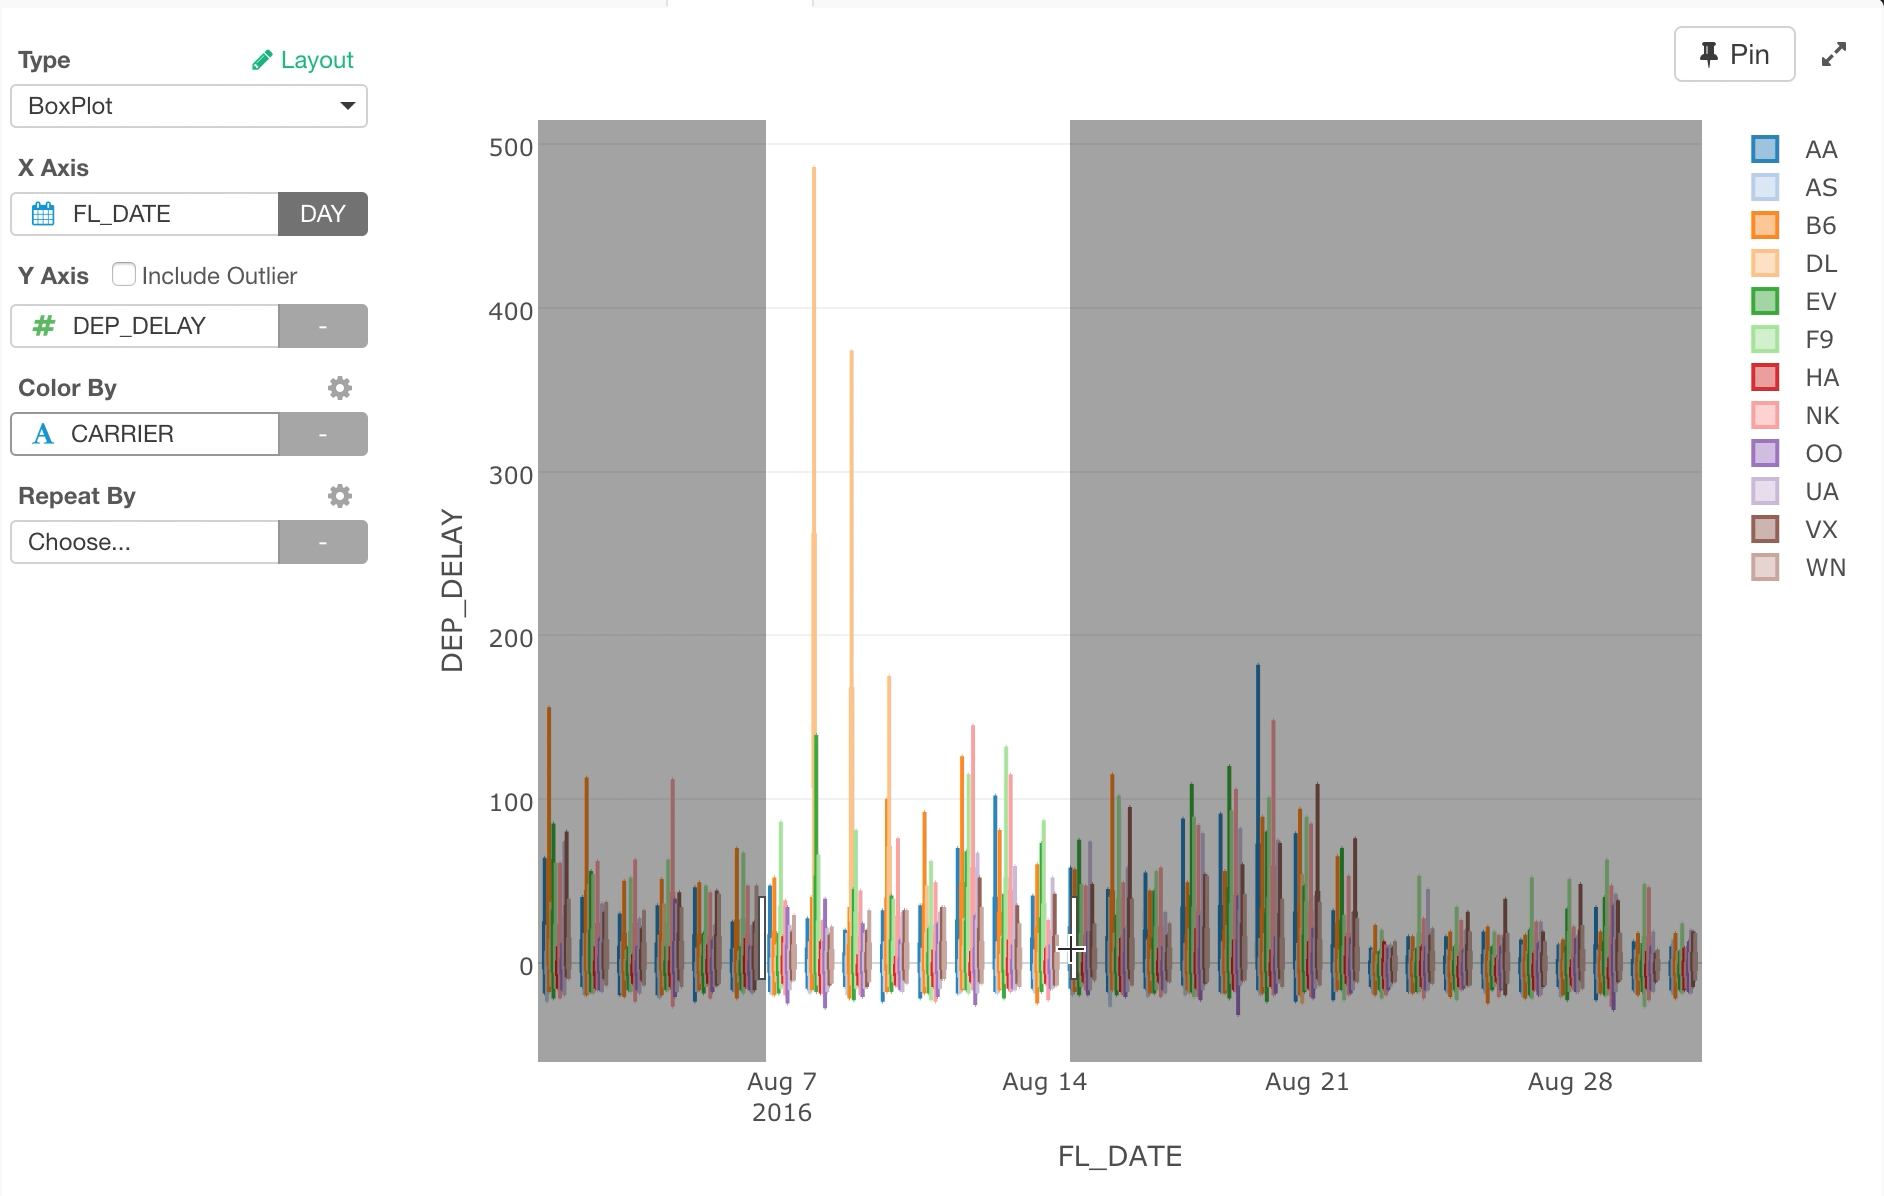 Type
Layout
BoxPlot
X Axis
FL_DATE
DAY
Y Axis
Include Outlier
# DEP_DELAY
-
Color By
A CARRIER
-
Repeat By
Choose...
-
Pin
500
400
300
200
100
0
DEP_DELAY
Aug 7
2016
Aug 14
Aug 21
Aug 28
FL_DATE
AA
AS
B6
DL
EV
F9
HA
NK
OO
UA
VX
WN